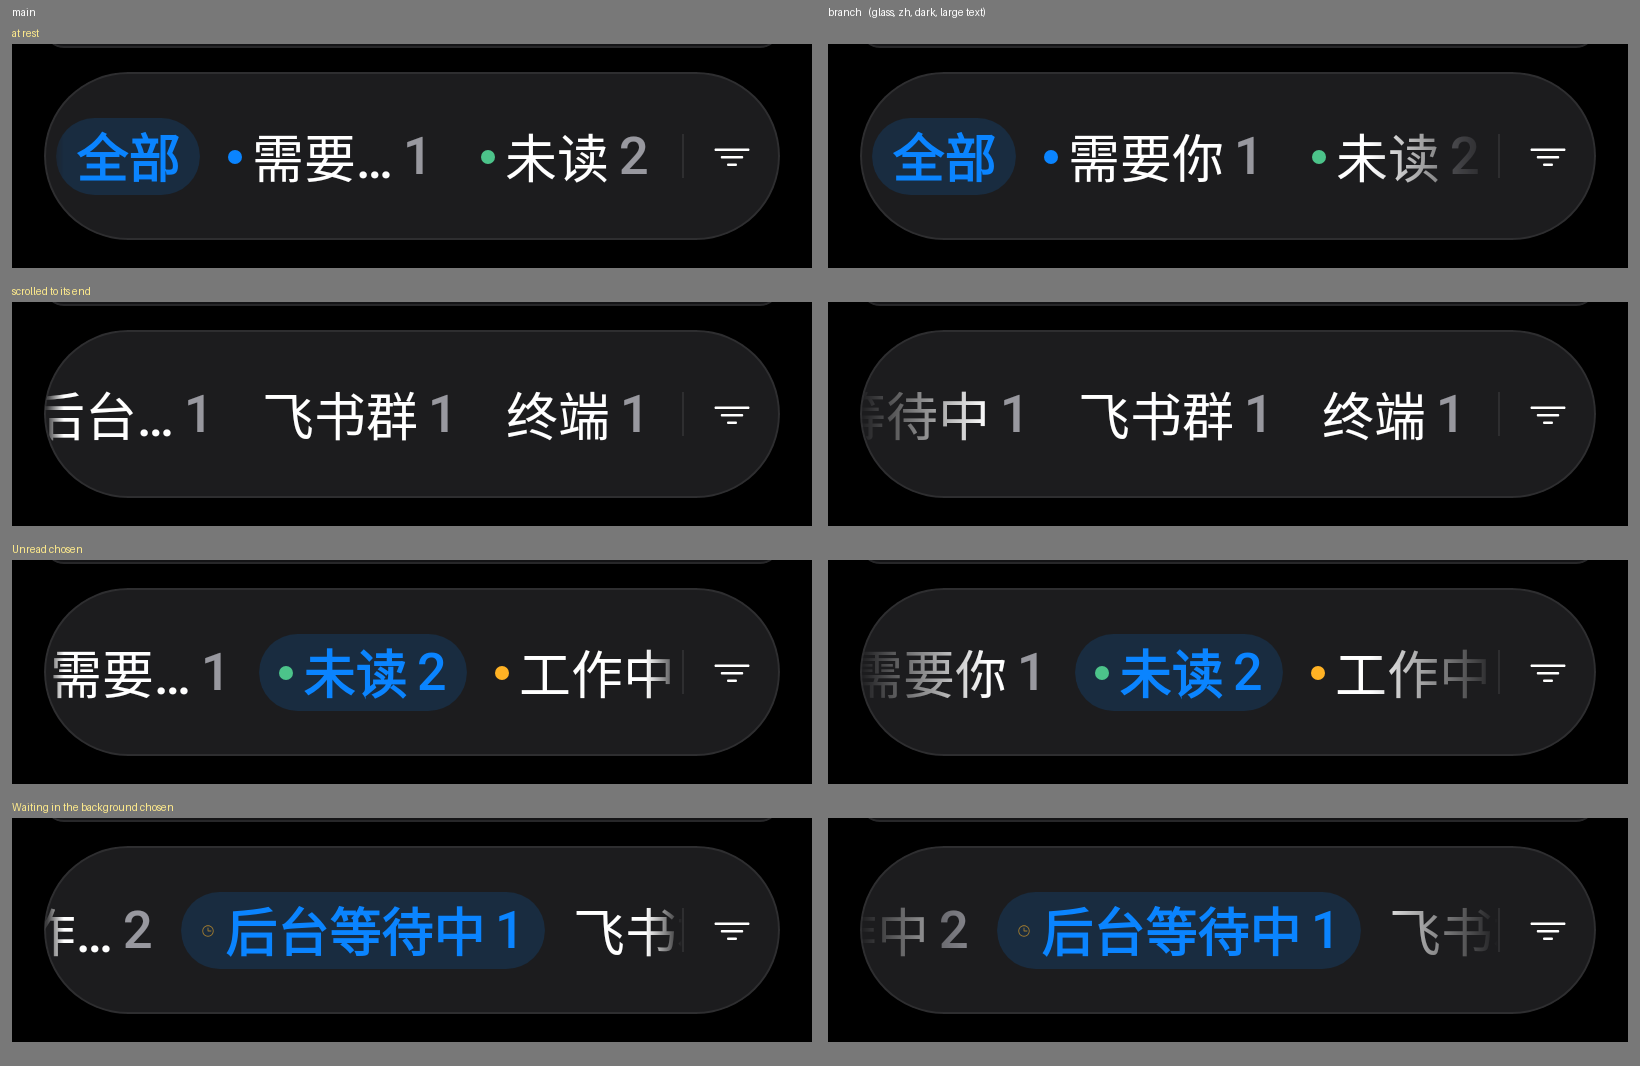 main
branch (glass, zh, dark, large text)
at rest
全部 需要... 1 未读 2
全部 需要你 1 未读 2
scrolled to its end
后台... 1 飞书群 1 终端 1
等待中 1 飞书群 1 终端 1
Unread chosen
需要... 1 未读 2 工作中
需要你 1 未读 2 工作中
Waiting in the background chosen
作... 2 后台等待中 1 飞书
作中 2 后台等待中 1 飞书